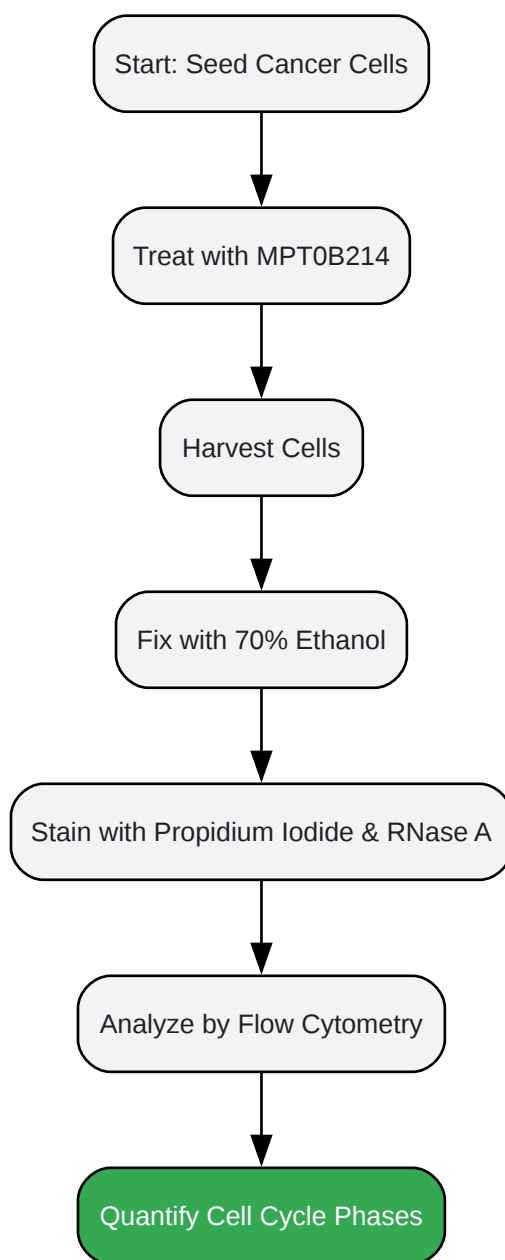 Start: Seed Cancer Cells
Treat with MPT0B214
Harvest Cells
Fix with 70% Ethanol
Stain with Propidium Iodide & RNase A
Analyze by Flow Cytometry
Quantify Cell Cycle Phases